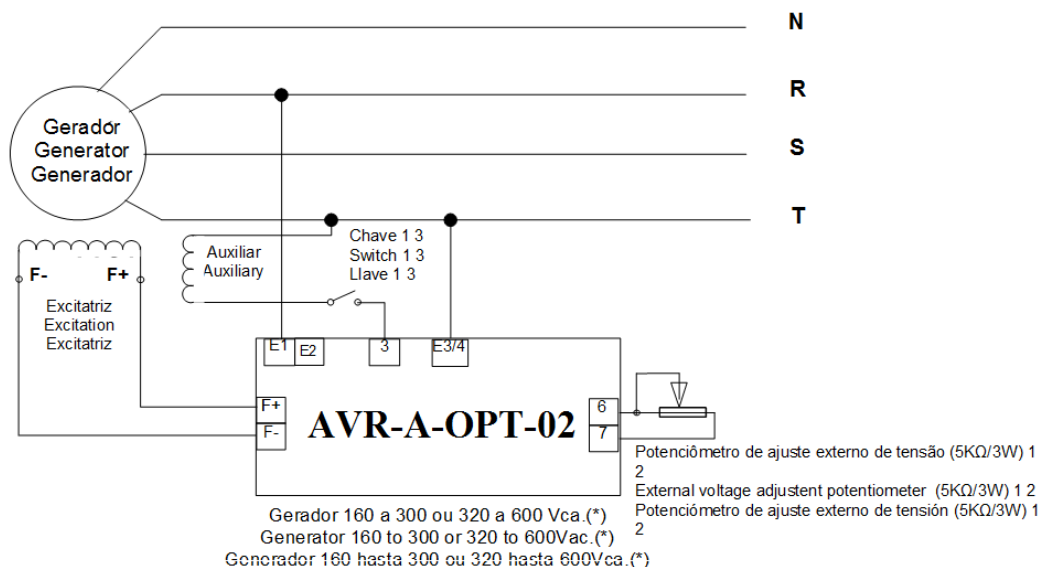 N
R
S
T
Gerador
Generator
Generador
F-
F+
Excitatriz
Excitation
Excitatriz
Auxiliar
Auxiliary
Chave 1 3
Switch 1 3
Llave 1 3
E1
E2
3
E3/4
F+
F-
AVR-A-OPT-02
6
7
Potenciômetro de ajuste externo de tensão (5KΩ/3W) 1
2
External voltage adjustent potentiometer (5KΩ/3W) 1 2
Potenciómetro de ajuste externo de tensión (5KΩ/3W) 1
2
Gerador 160 a 300 ou 320 a 600 Vca.(*)
Generator 160 to 300 or 320 to 600Vac.(*)
Generador 160 hasta 300 ou 320 hasta 600Vca.(*)